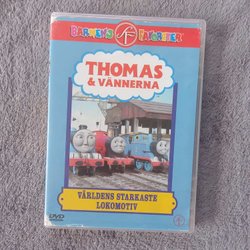 BARNENS FAVORITER
THOMAS
& VÄNNERNA
VÄRLDENS STARKASTE
LOKOMOTIV
DVD